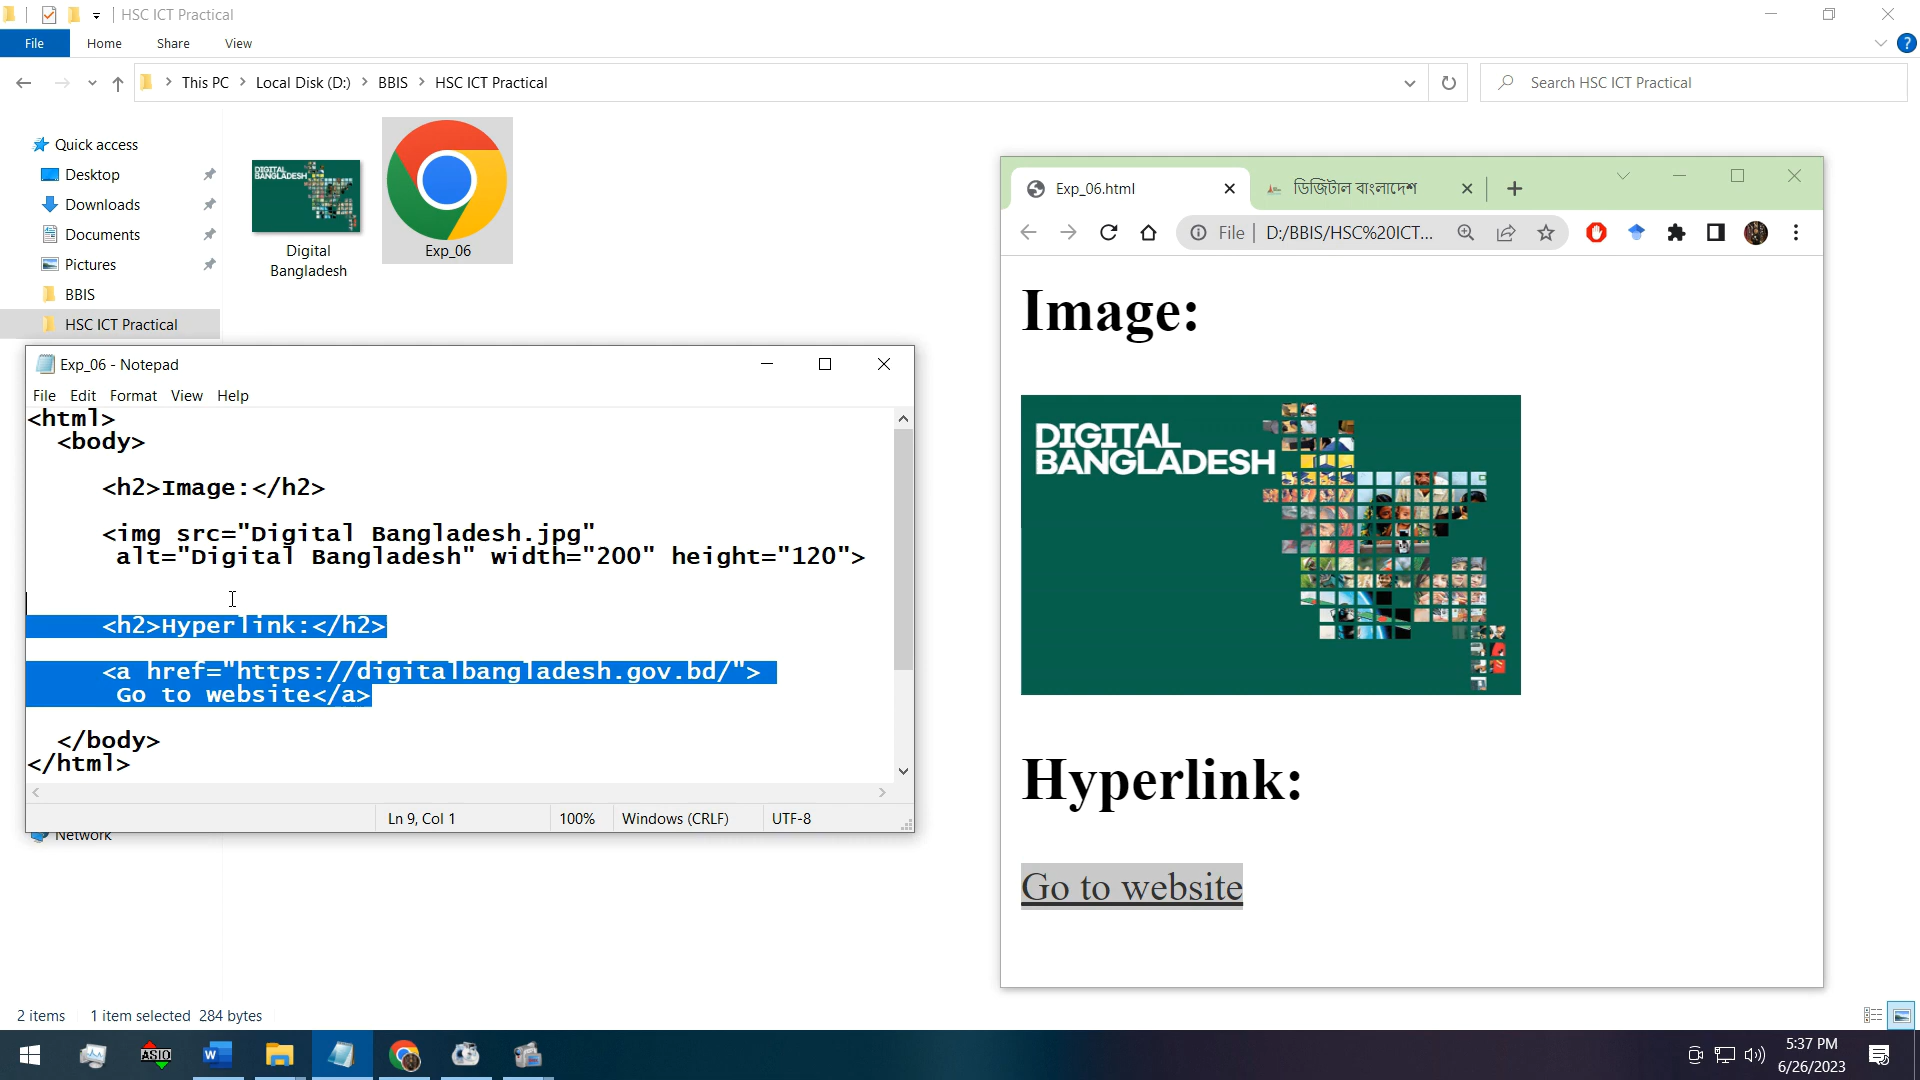 HSC ICT Practical
File Home Share View
This PC Local Disk (D:) BBIS HSC ICT Practical
Search HSC ICT Practical
Quick access
Desktop
Downloads
Documents
Pictures
BBIS
HSC ICT Practical
Network
DIGITAL
BANGLADESH
Digital
Bangladesh
Exp_06
Exp_06 - Notepad
File Edit Format View Help
<html>
<body>
<h2>Image:</h2>
<img src="Digital Bangladesh.jpg"
alt="Digital Bangladesh" width="200" height="120">
<h2>Hyperlink:</h2>
<a href="https://digitalbangladesh.gov.bd/">
Go to website</a>
</body>
</html>
Ln 9, Col 1 100% Windows (CRLF) UTF-8
Exp_06.html ডিজিটাল বাংলাদেশ
File D:/BBIS/HSC%20ICT...
Image:
DIGITAL
BANGLADESH
Hyperlink:
Go to website
2 items 1 item selected 284 bytes
ASIO
5:37 PM
6/26/2023